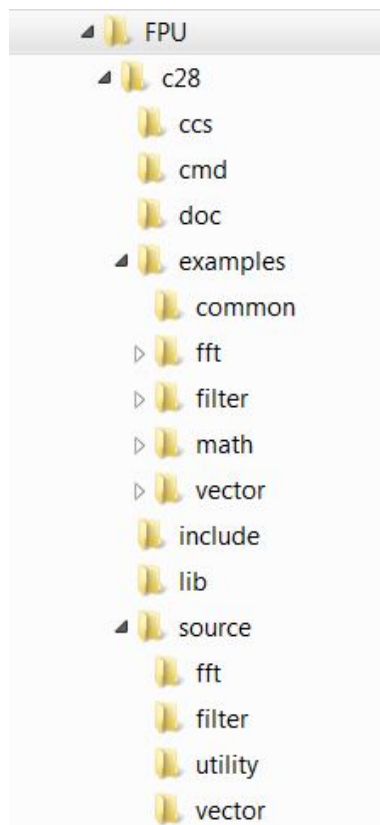 FPU
c28
ccs
cmd
doc
examples
common
fft
filter
math
vector
include
lib
source
fft
filter
utility
vector